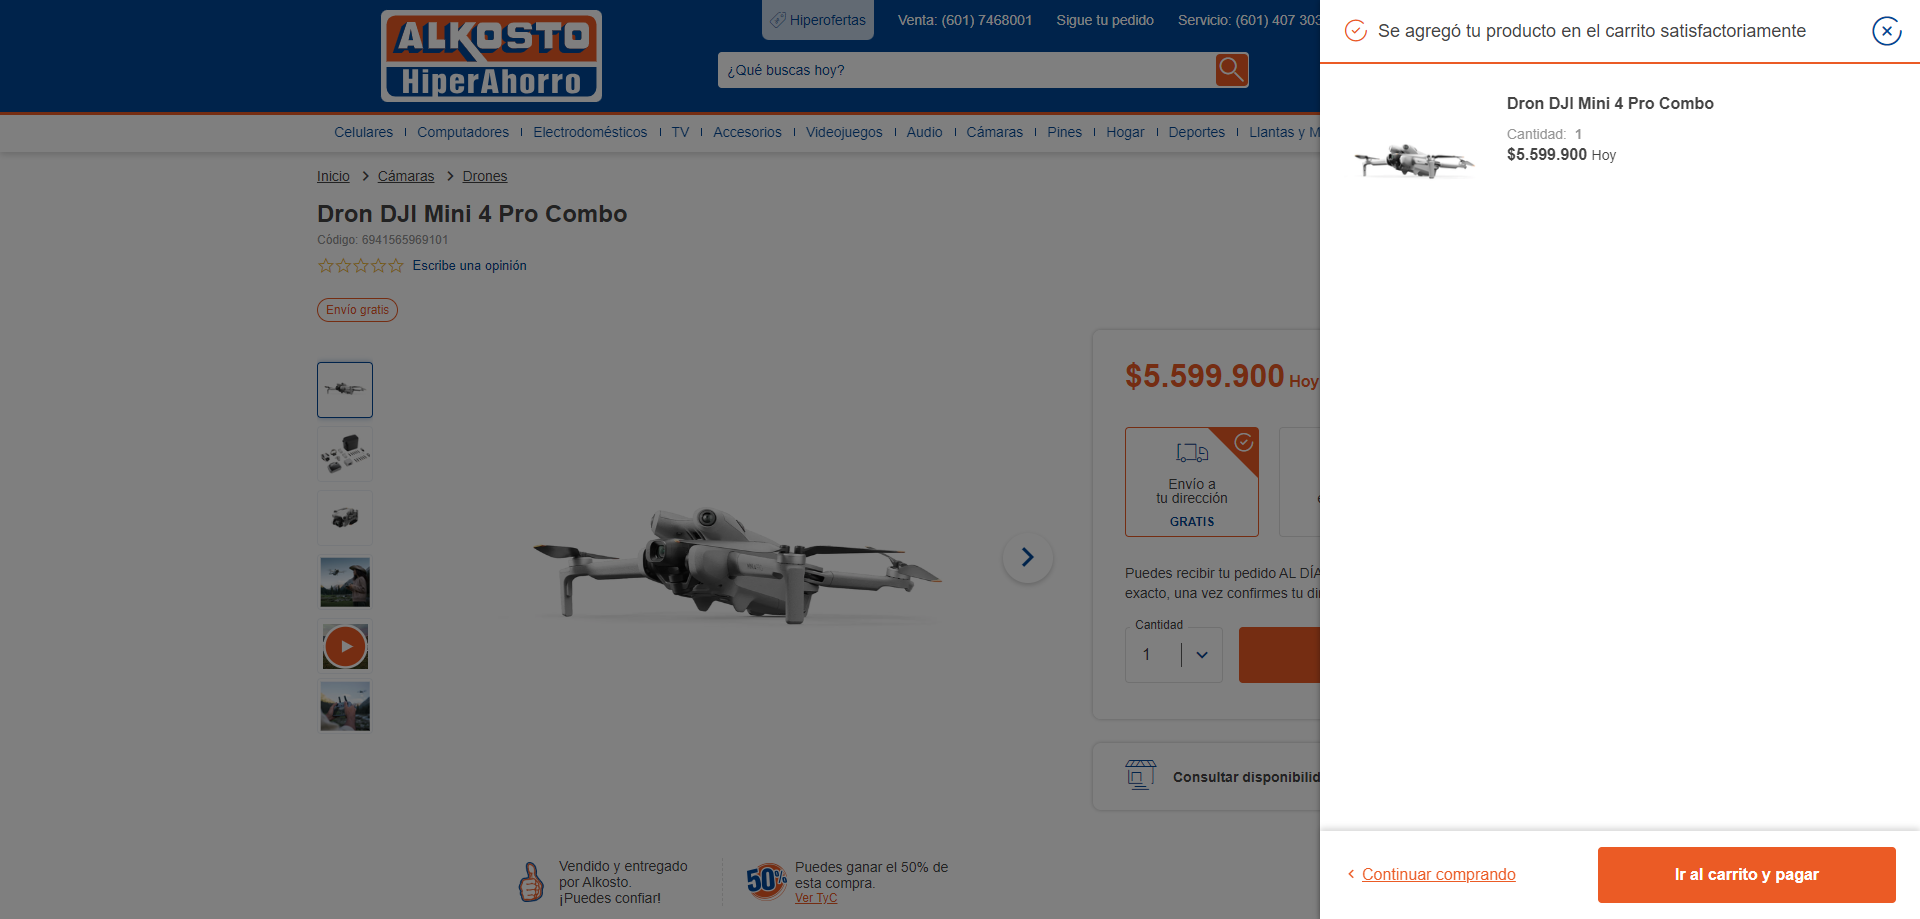 ALKOSTO
HiperAhorro
Hiperofertas
Venta: (601) 7468001
Sigue tu pedido
Servicio: (601) 407 303
¿Qué buscas hoy?
Celulares
Computadores
Electrodomésticos
TV
Accesorios
Videojuegos
Audio
Cámaras
Pines
Hogar
Deportes
Llantas y M
Inicio
Cámaras
Drones
Dron DJI Mini 4 Pro Combo
Código: 6941565969101
Escribe una opinión
Envío gratis
$5.599.900 Hoy
Envío a
tu dirección
GRATIS
Puedes recibir tu pedido AL DÍA
exacto, una vez confirmes tu di
Cantidad
1
Consultar disponibilid
Vendido y entregado
por Alkosto.
¡Puedes confiar!
50%
Puedes ganar el 50% de
esta compra.
Ver TyC
Se agregó tu producto en el carrito satisfactoriamente
Dron DJI Mini 4 Pro Combo
Cantidad: 1
$5.599.900 Hoy
Continuar comprando
Ir al carrito y pagar